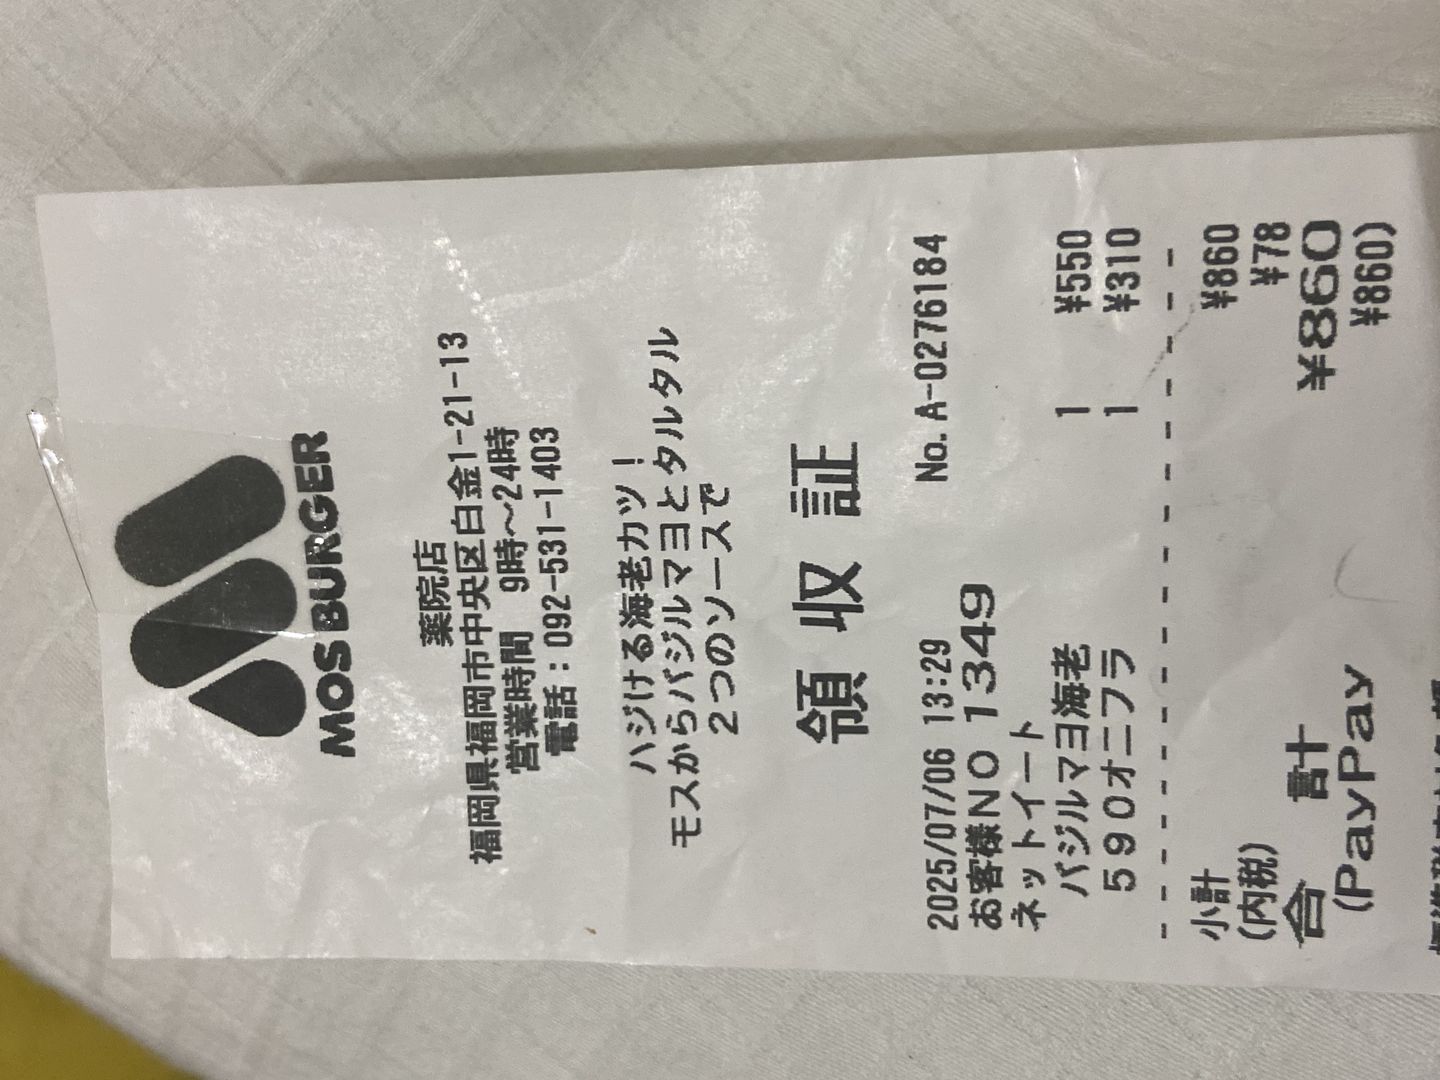 MOS BURGER
薬院店
福岡県福岡市中央区白金1-21-13
営業時間 9時~24時
電話:092-531-1403
ハジける海老カツ!
モスからバジルマヨとタルタル
2つのソースで
領 収 証
2025/07/06 13:29 No. A-0276184
お客様NO 1349
ネットイート
バジルマヨ海老 1 ¥550
590オニフラ 1 ¥310
小計 ¥860
(内税) ¥78
合 計 ¥860
(PayPay ¥860)